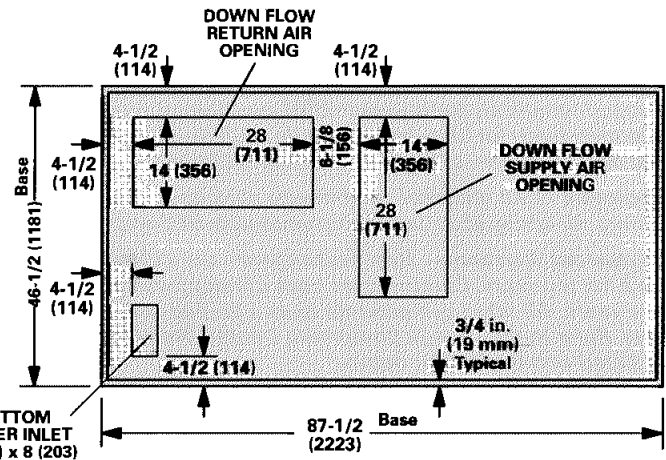 DOWN FLOW
RETURN AIR
OPENING
4-1/2
(114)
4-1/2
(114)
28
(711)
14 (356)
6-1/8
(156)
14
(356)
4-1/2
(114)
DOWN FLOW
SUPPLY AIR
OPENING
28
(711)
Base
46-1/2 (1181)
4-1/2
(114)
3/4 in.
(19 mm)
Typical
4-1/2 (114)
TTOM
ER INLET
) x 8 (203)
87-1/2
(2223)
Base